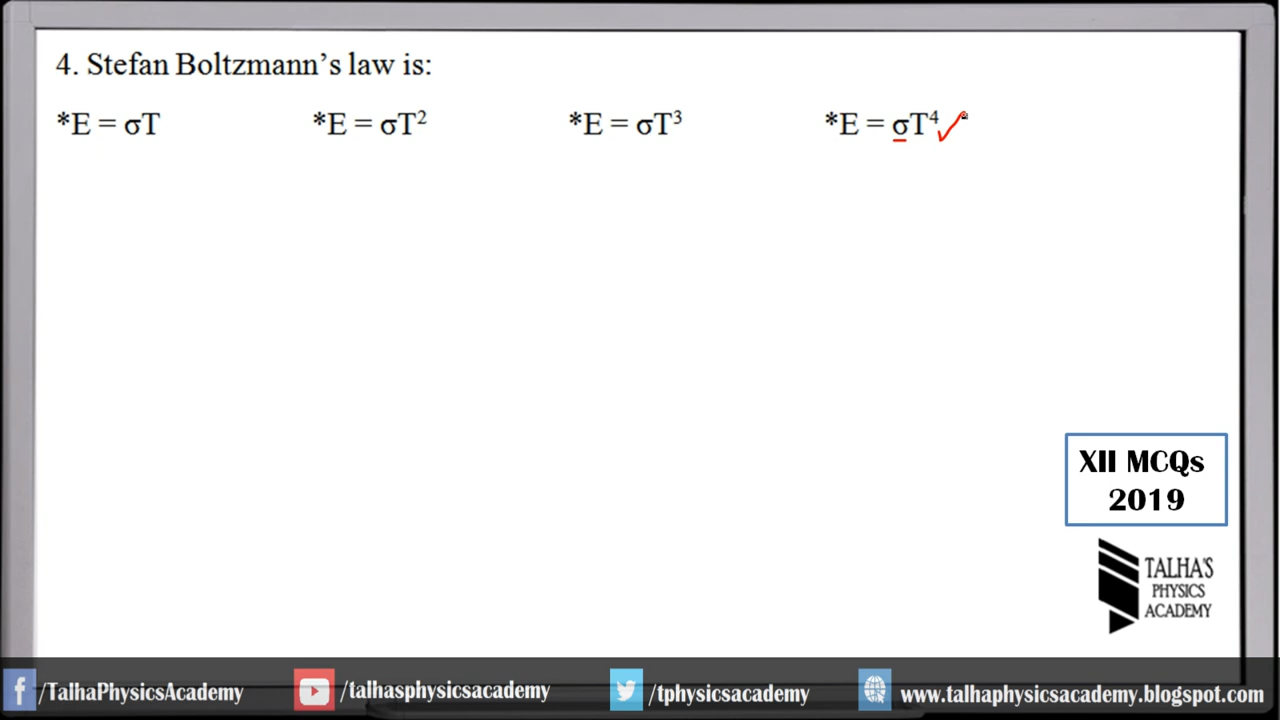 4. Stefan Boltzmann's law is:
*E = σT *E = σT² *E = σT³ *E = σT⁴
XII MCQs
2019
TALHA'S
PHYSICS
ACADEMY
/TalhaPhysicsAcademy /talhasphysicsacademy /tphysicsacademy www.talhaphysicsacademy.blogspot.com